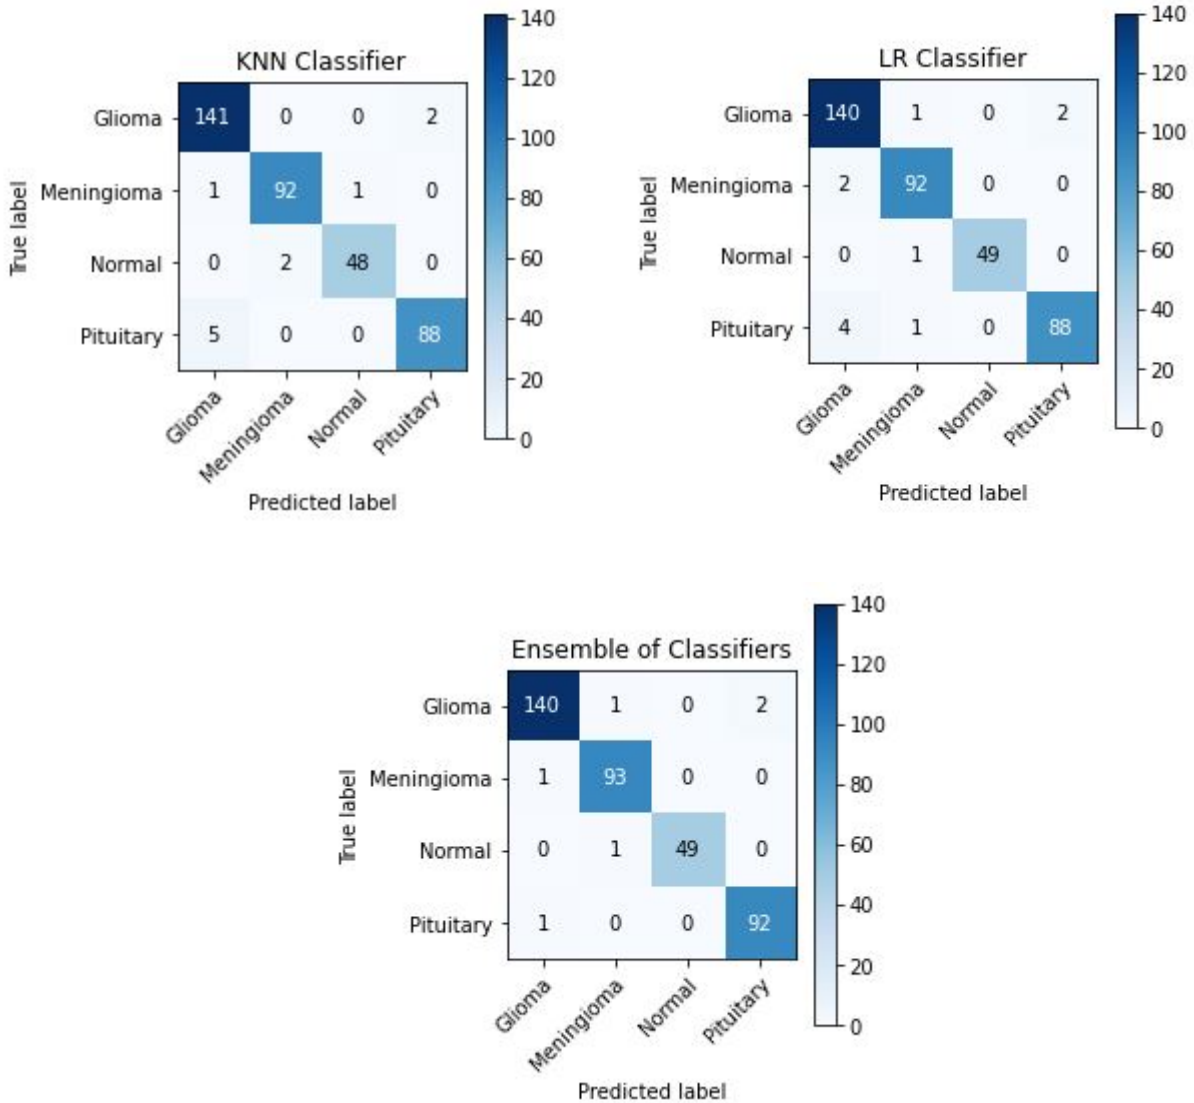 KNN Classifier
True label
Glioma 141 0 0 2
Meningioma 1 92 1 0
Normal 0 2 48 0
Pituitary 5 0 0 88
Glioma Meningioma Normal Pituitary
Predicted label
140
120
100
80
60
40
20
0
LR Classifier
True label
Glioma 140 1 0 2
Meningioma 2 92 0 0
Normal 0 1 49 0
Pituitary 4 1 0 88
Glioma Meningioma Normal Pituitary
Predicted label
140
120
100
80
60
40
20
0
Ensemble of Classifiers
True label
Glioma 140 1 0 2
Meningioma 1 93 0 0
Normal 0 1 49 0
Pituitary 1 0 0 92
Glioma Meningioma Normal Pituitary
Predicted label
140
120
100
80
60
40
20
0